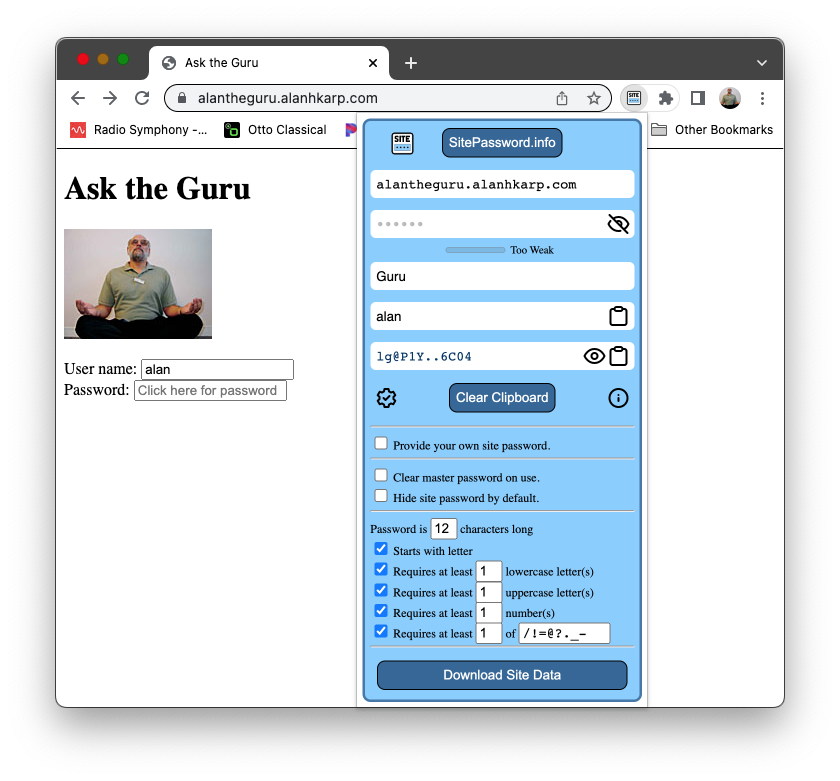 Ask the Guru
alantheguru.alanhkarp.com
Radio Symphony -...
Otto Classical
Other Bookmarks
Ask the Guru
User name: alan
Password: Click here for password
SITE
SitePassword.info
alantheguru.alanhkarp.com
••••••
Too Weak
Guru
alan
lg@P1Y..6C04
Clear Clipboard
Provide your own site password.
Clear master password on use.
Hide site password by default.
Password is 12 characters long
Starts with letter
Requires at least 1 lowercase letter(s)
Requires at least 1 uppercase letter(s)
Requires at least 1 number(s)
Requires at least 1 of /!=@?._-
Download Site Data